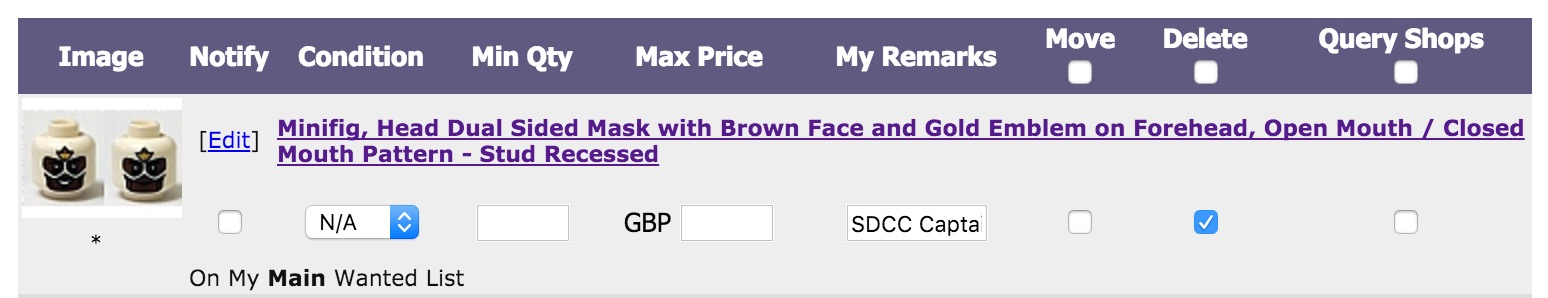 Image Notify Condition Min Qty Max Price My Remarks Move Delete Query Shops
[Edit] Minifig, Head Dual Sided Mask with Brown Face and Gold Emblem on Forehead, Open Mouth / Closed
Mouth Pattern - Stud Recessed
* N/A GBP SDCC Captai
On My Main Wanted List